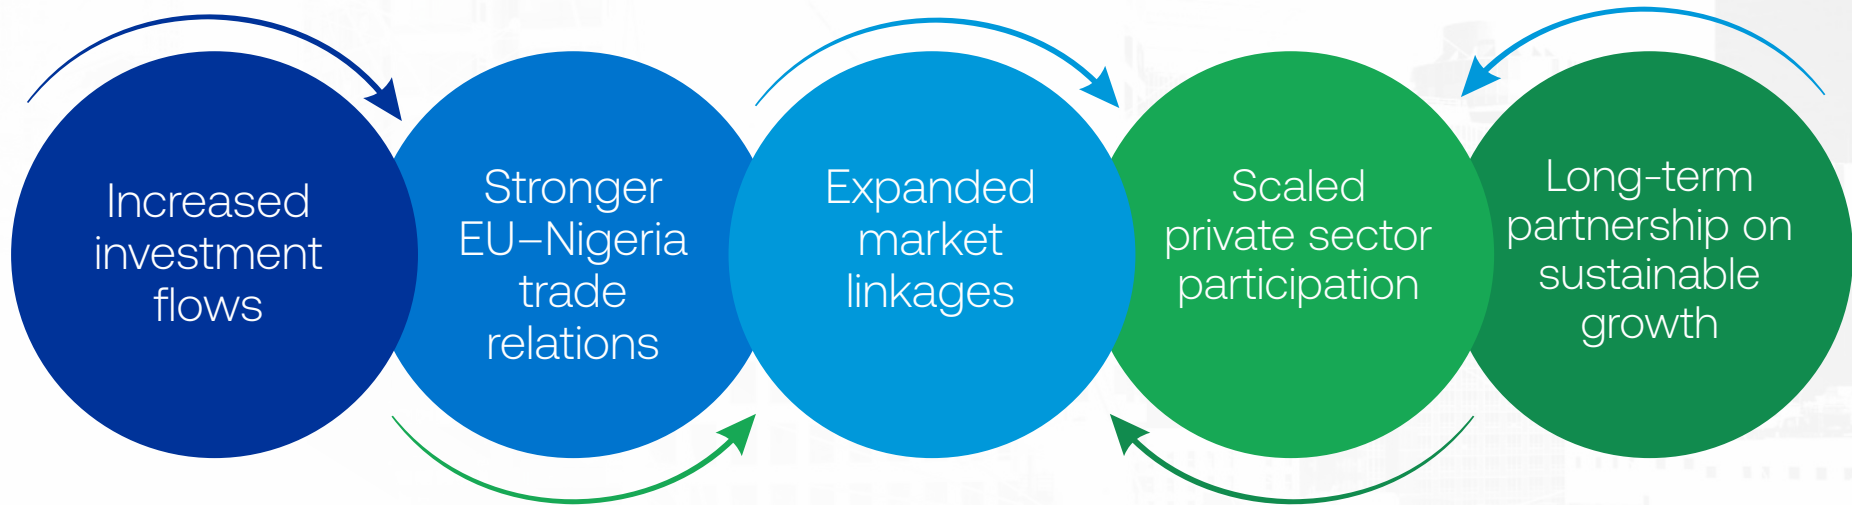 Increased
investment
flows
Stronger
EU–Nigeria
trade
relations
Expanded
market
linkages
Scaled
private sector
participation
Long-term
partnership on
sustainable
growth